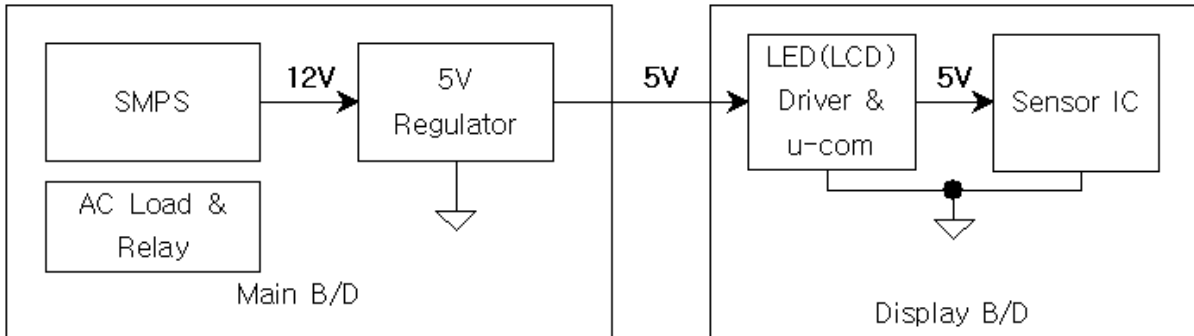 SMPS
12V
5V
Regulator
5V
LED(LCD)
Driver &
u-com
5V
Sensor IC
AC Load &
Relay
Main B/D
Display B/D